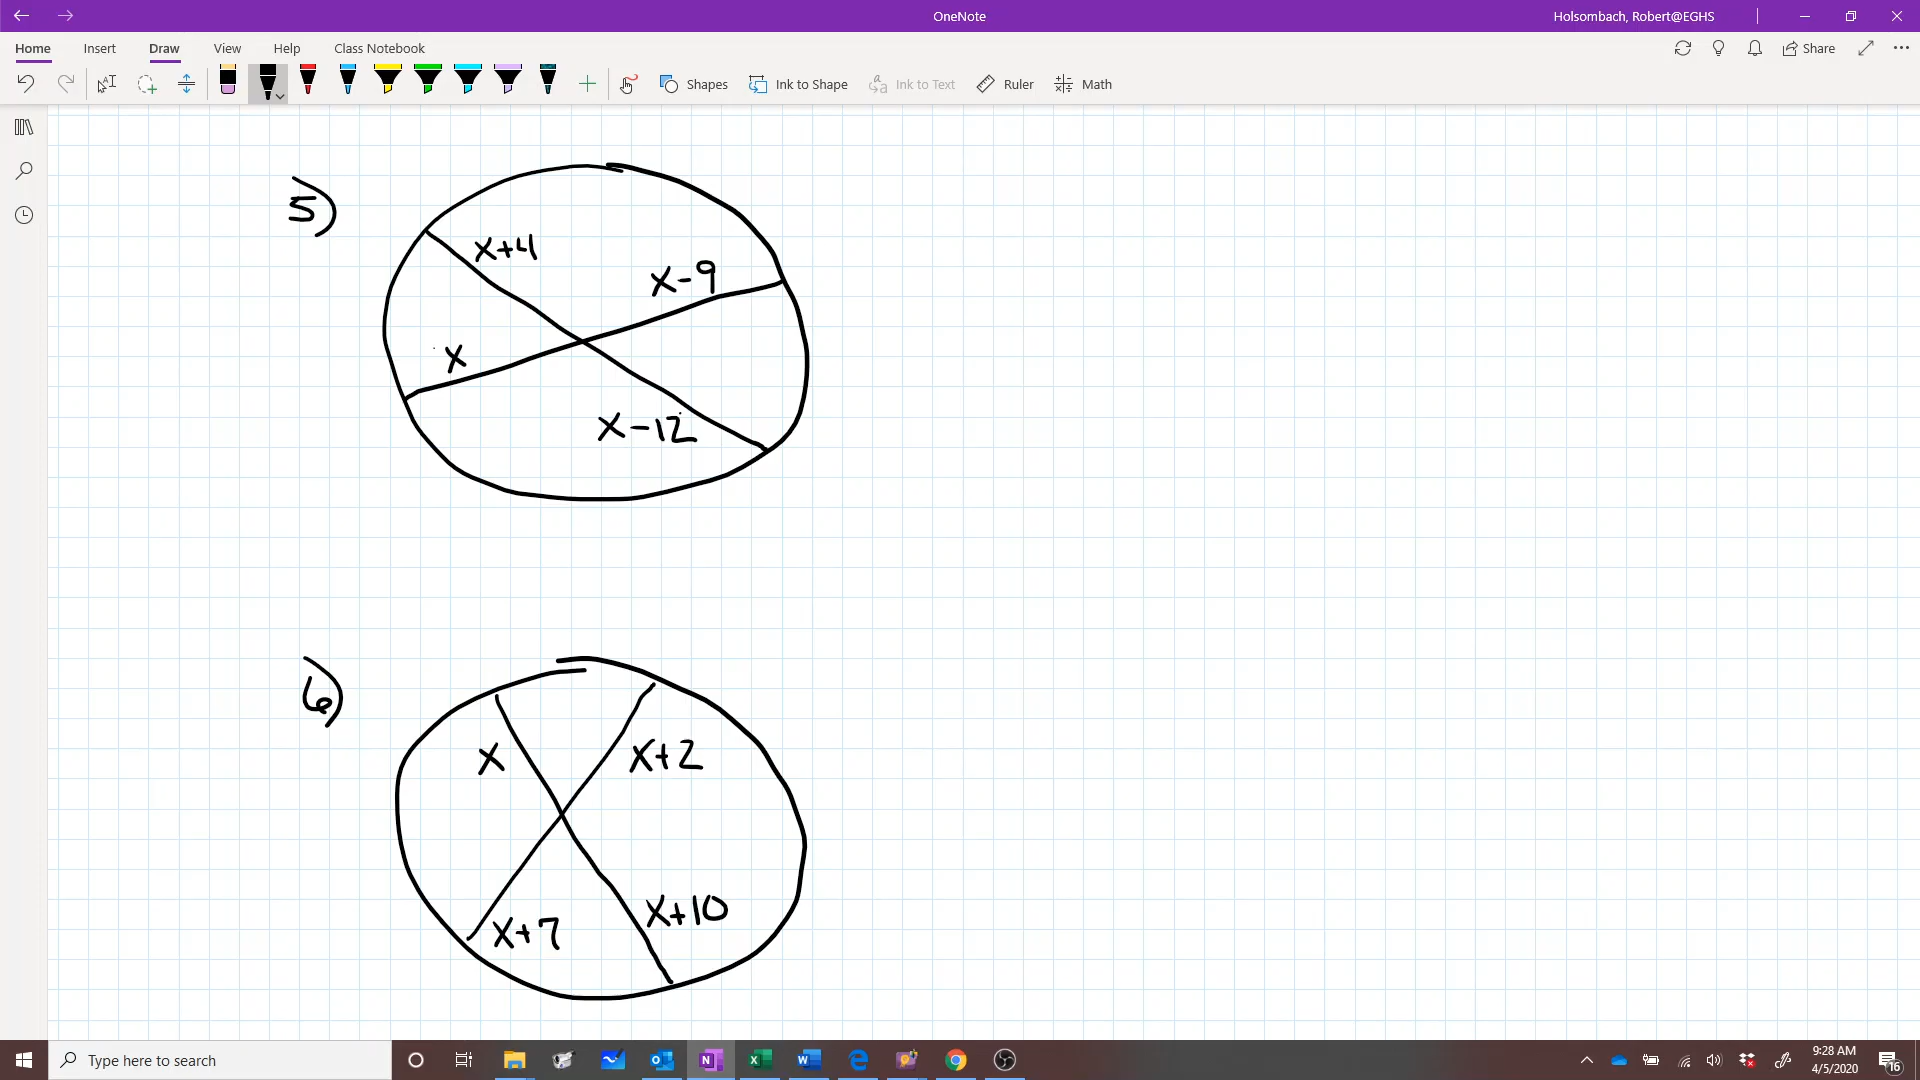 OneNote
Holsombach, Robert@EGHS
Home Insert Draw View Help Class Notebook
Share
Shapes Ink to Shape Ink to Text Ruler Math
5)
x+4
x-9
x
x-12
6)
x
x+2
x+10
x+7
Type here to search
9:28 AM
4/5/2020
16